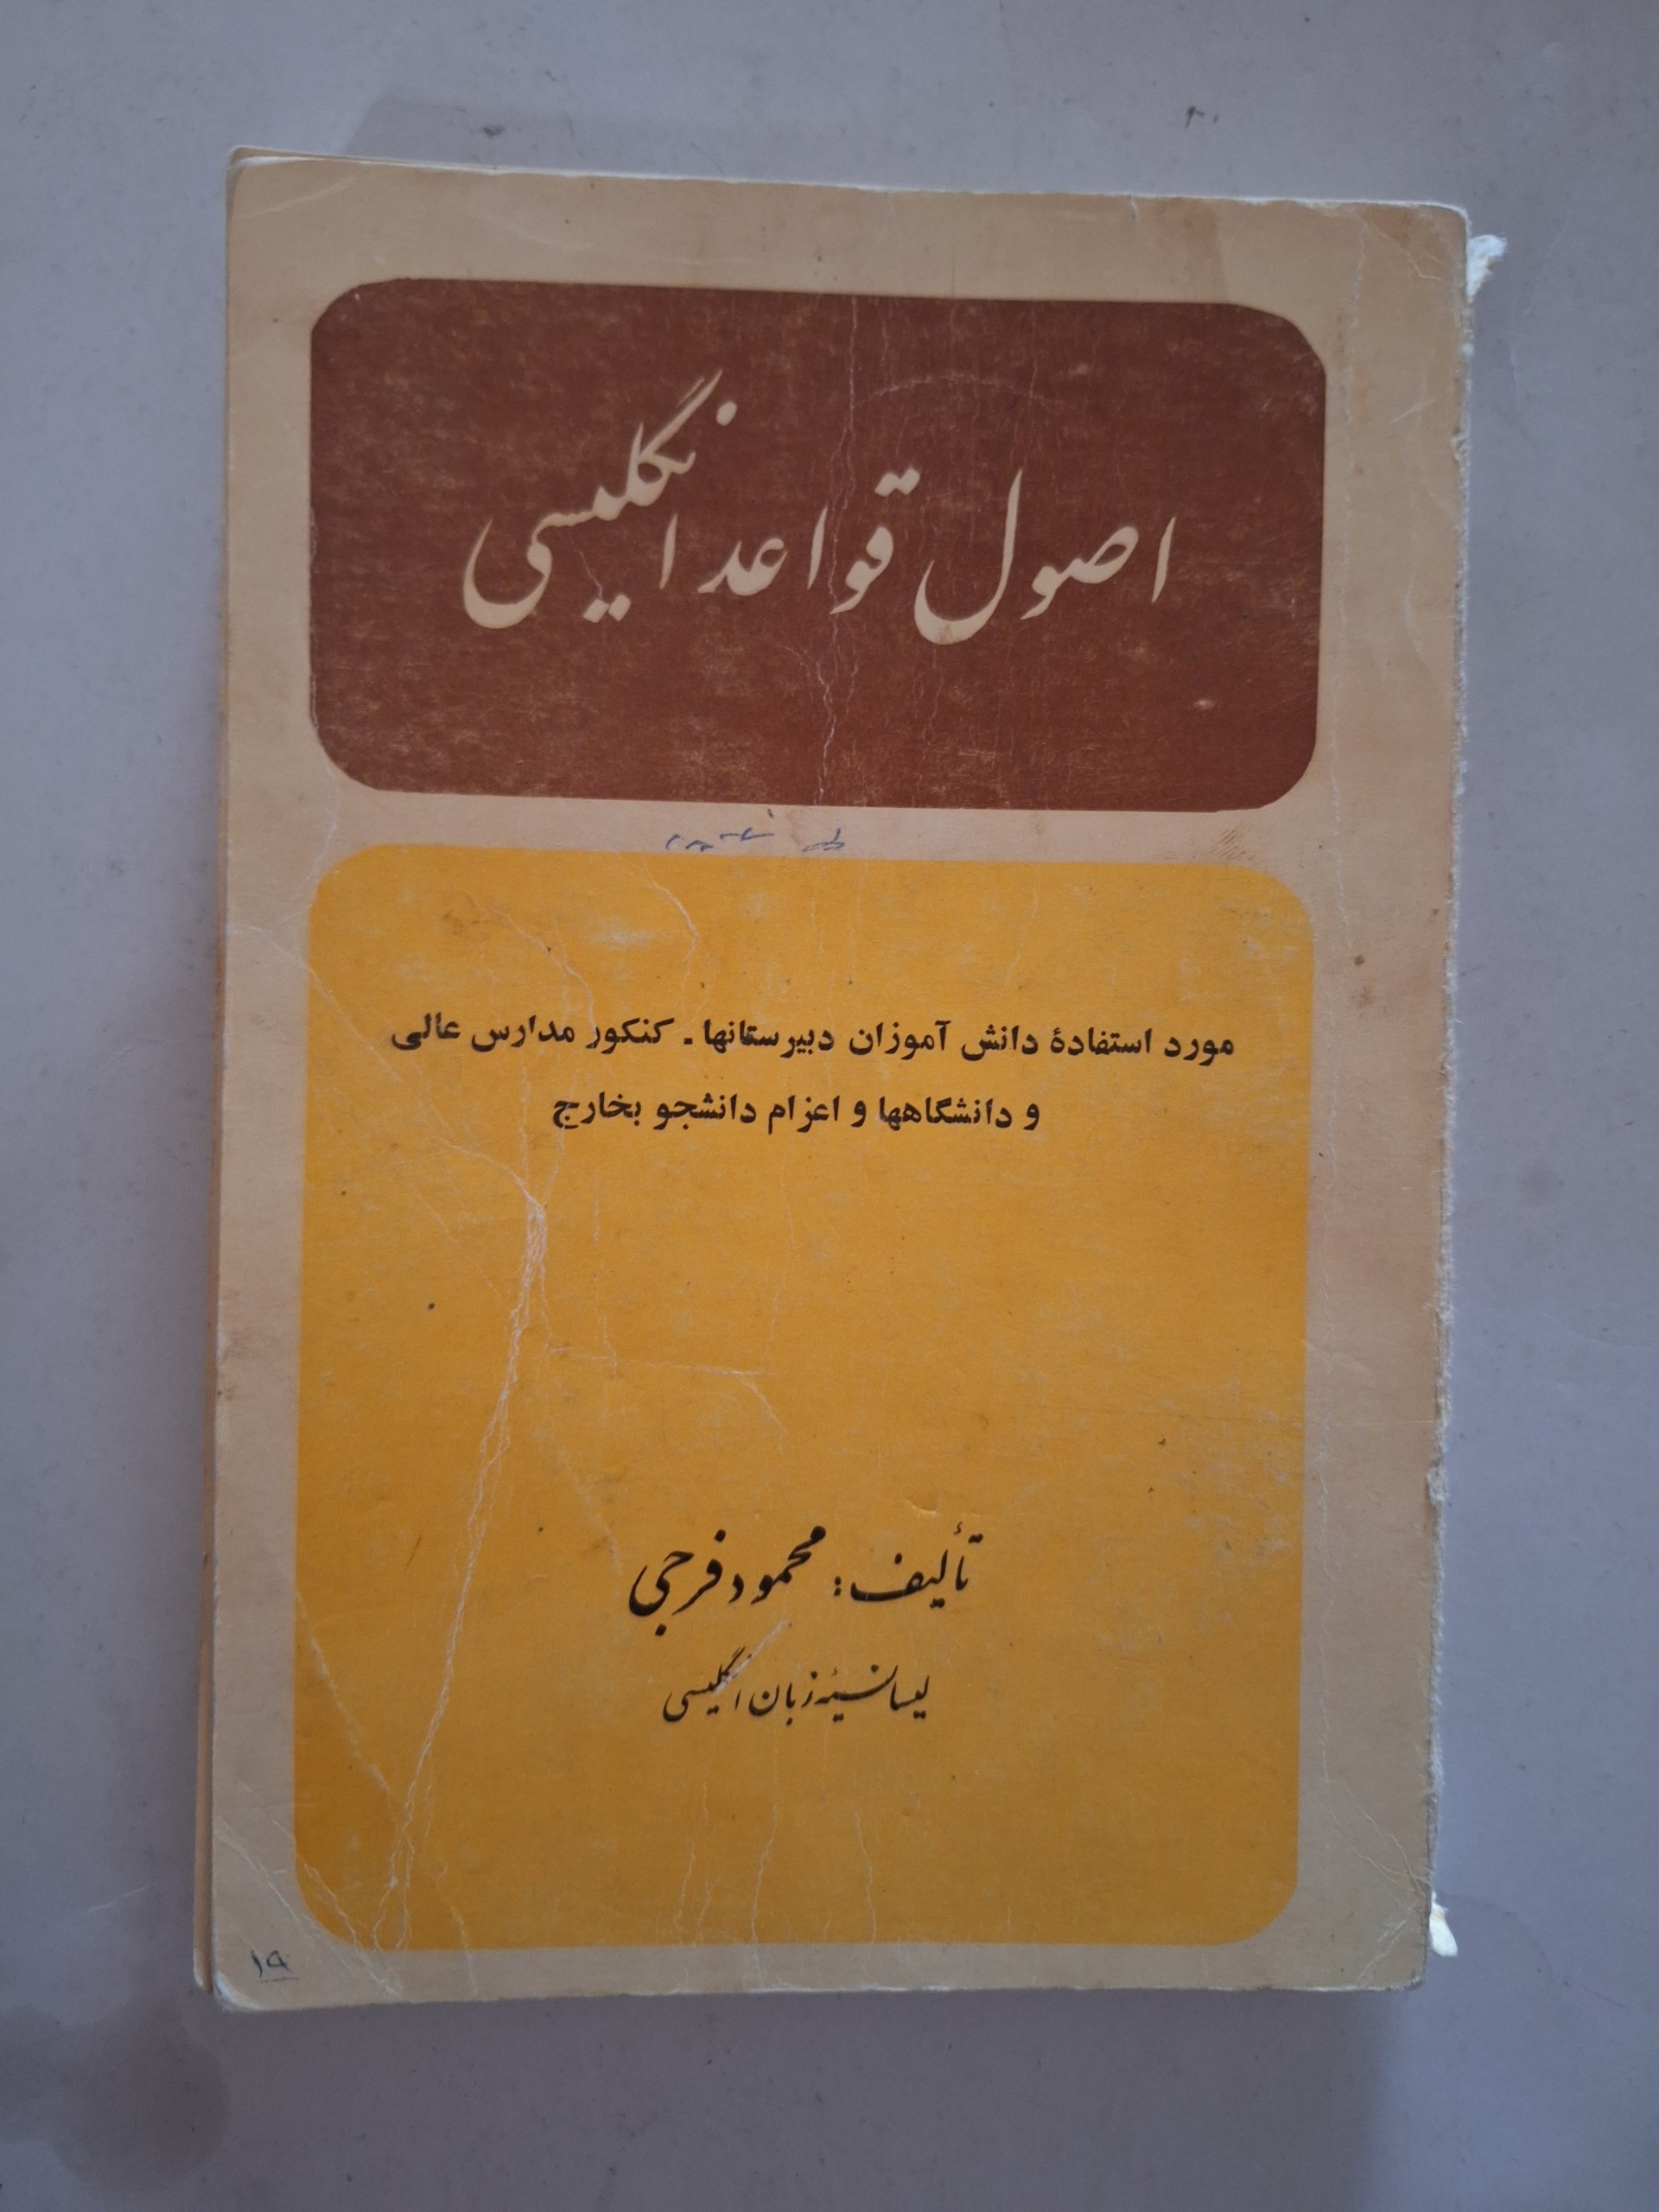 اصول قواعد انگلیسی
مورد استفادهٔ دانش آموزان دبیرستانها - کنکور مدارس عالی
و دانشگاهها و اعزام دانشجو بخارج
تألیف: محمود فرجی
لیسانسیهٔ زبان انگلیسی